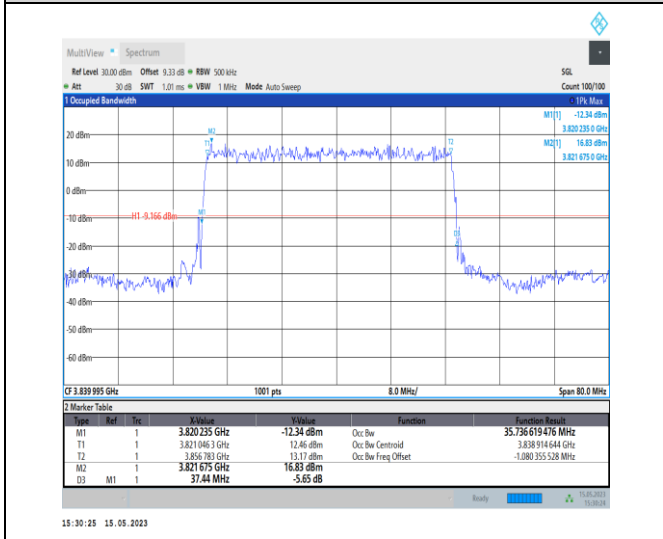 MultiView Spectrum
Ref Level 30.00 dBm Offset 9.33 dB RBW 500 kHz SGL
Att 30 dB SWT 1.01 ms VBW 1 MHz Mode Auto Sweep Count 100/100
1 Occupied Bandwidth 1Pk Max
M1[1] -12.34 dBm
3.820 235 0 GHz
M2[1] 16.83 dBm
3.821 675 0 GHz
M2
T1
T2
20 dBm
10 dBm
0 dBm
M1
-10 dBm H1 -9.166 dBm
D3
-20 dBm
-30 dBm
-40 dBm
-50 dBm
-60 dBm
CF 3.839 995 GHz 1001 pts 8.0 MHz/ Span 80.0 MHz
2 Marker Table
Type Ref Trc X-Value Y-Value Function Function Result
M1 1 3.820 235 GHz -12.34 dBm Occ Bw 35.736 619 476 MHz
T1 1 3.821 046 3 GHz 12.46 dBm Occ Bw Centroid 3.838 914 644 GHz
T2 1 3.856 783 GHz 13.17 dBm Occ Bw Freq Offset -1.080 355 528 MHz
M2 1 3.821 675 GHz 16.83 dBm
D3 M1 1 37.44 MHz -5.65 dB
Ready 15.05.2023
15:30:24
15:30:25 15.05.2023